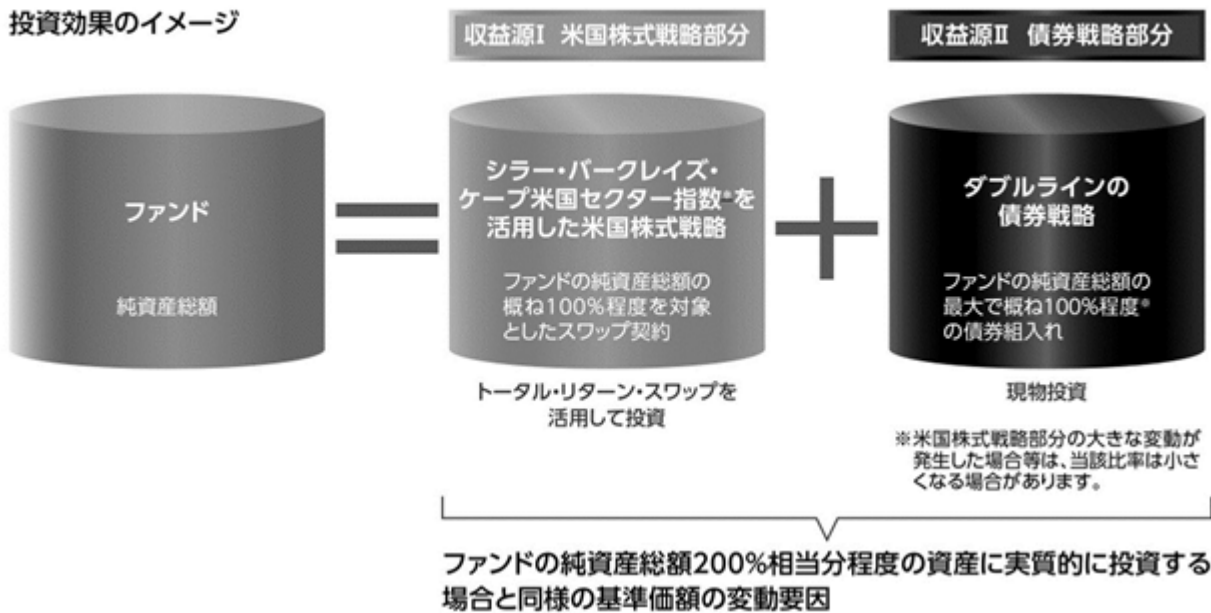 投資効果のイメージ
収益源Ⅰ 米国株式戦略部分
収益源Ⅱ 債券戦略部分
ファンド
純資産総額
シラー・バークレイズ・
ケープ米国セクター指数※を
活用した米国株式戦略
ファンドの純資産総額の
概ね100%程度を対象
としたスワップ契約
トータル・リターン・スワップを
活用して投資
ダブルラインの
債券戦略
ファンドの純資産総額の
最大で概ね100%程度※
の債券組入れ
現物投資
※米国株式戦略部分の大きな変動が
発生した場合等は、当該比率は小さ
くなる場合があります。
ファンドの純資産総額200%相当分程度の資産に実質的に投資する
場合と同様の基準価額の変動要因